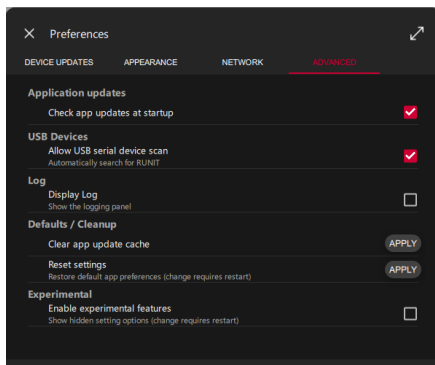 Preferences
DEVICE UPDATES APPEARANCE NETWORK ADVANCED
Application updates
Check app updates at startup
USB Devices
Allow USB serial device scan
Automatically search for RUNIT
Log
Display Log
Show the logging panel
Defaults / Cleanup
Clear app update cache APPLY
Reset settings
Restore default app preferences (change requires restart) APPLY
Experimental
Enable experimental features
Show hidden setting options (change requires restart)